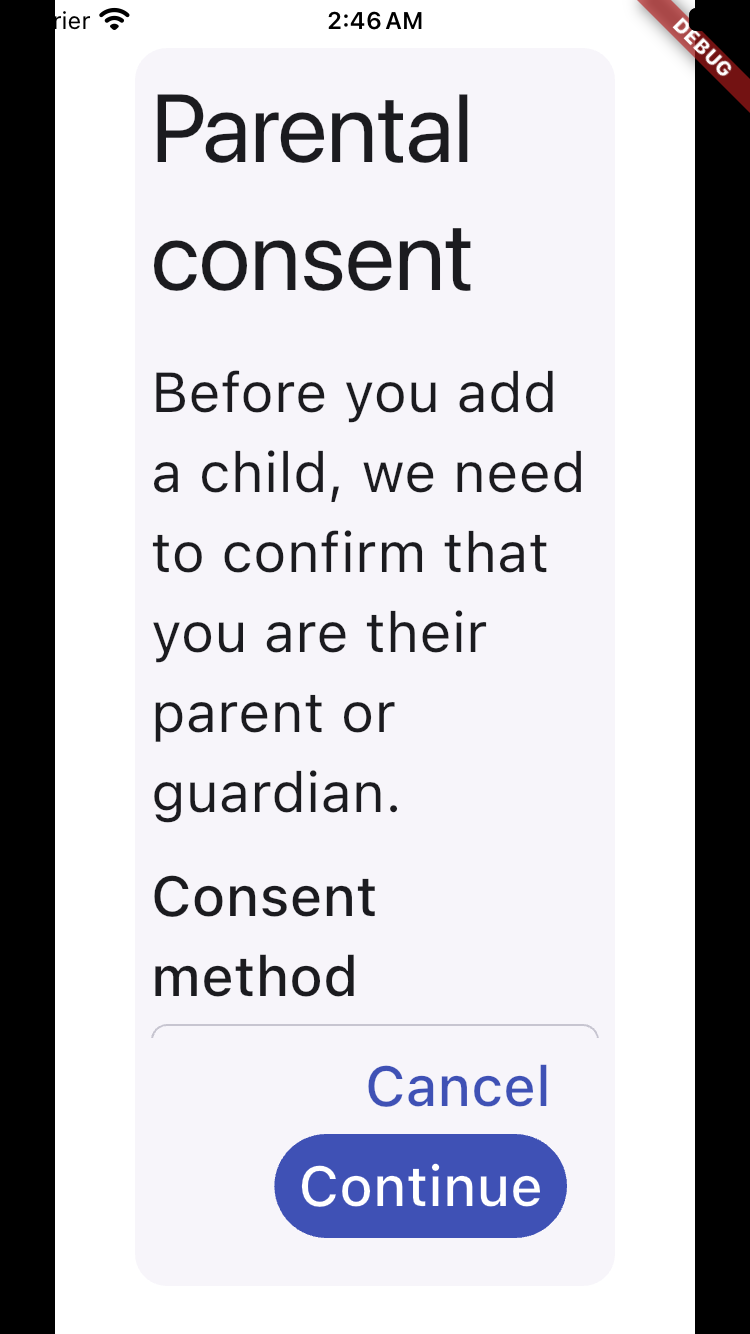 rier 2:46 AM
DEBUG
Parental
consent
Before you add
a child, we need
to confirm that
you are their
parent or
guardian.
Consent
method
Cancel
Continue